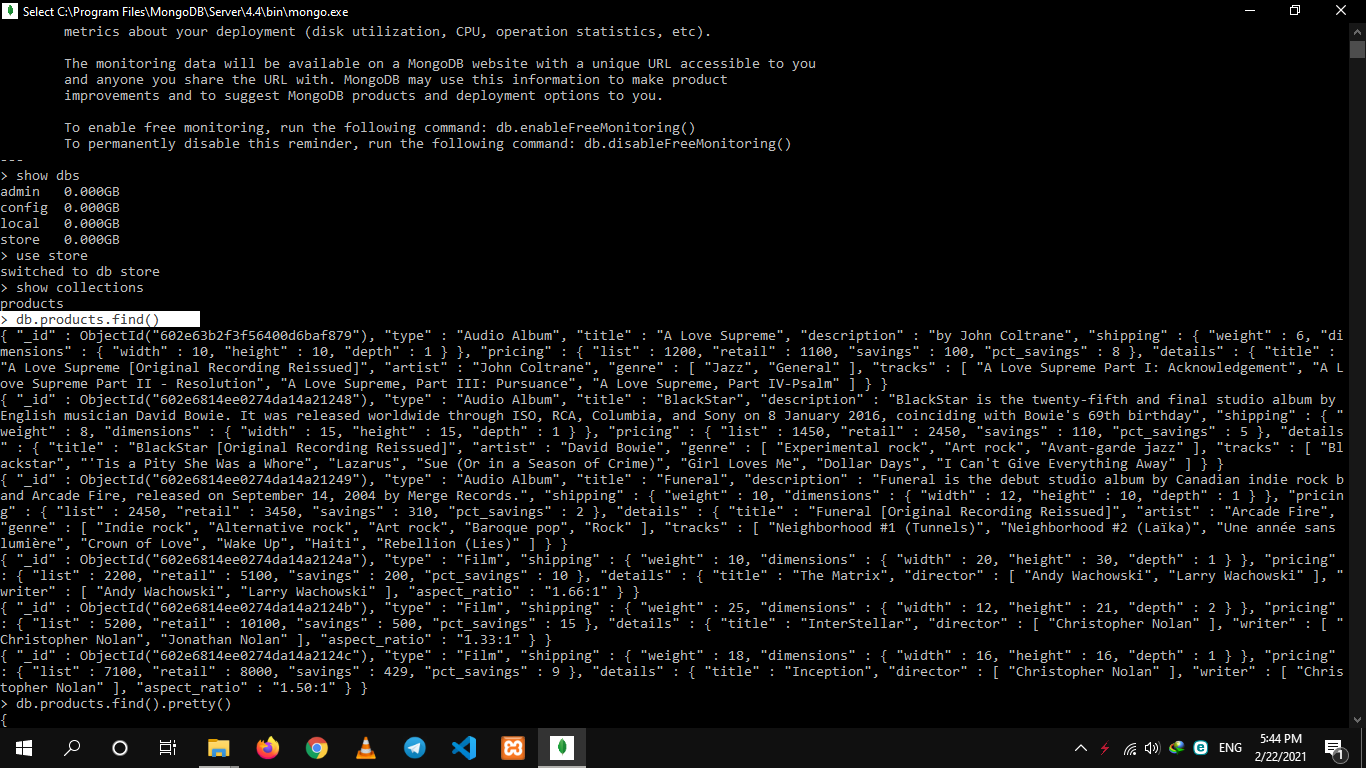 Select C:\Program Files\MongoDB\Server\4.4\bin\mongo.exe
metrics about your deployment (disk utilization, CPU, operation statistics, etc).
The monitoring data will be available on a MongoDB website with a unique URL accessible to you
and anyone you share the URL with. MongoDB may use this information to make product
improvements and to suggest MongoDB products and deployment options to you.
To enable free monitoring, run the following command: db.enableFreeMonitoring()
To permanently disable this reminder, run the following command: db.disableFreeMonitoring()
---
> show dbs
admin   0.000GB
config  0.000GB
local   0.000GB
store   0.000GB
> use store
switched to db store
> show collections
products
> db.products.find()
{ "_id" : ObjectId("602e63b2f3f56400d6baf879"), "type" : "Audio Album", "title" : "A Love Supreme", "description" : "by John Coltrane", "shipping" : { "weight" : 6, "di
mensions" : { "width" : 10, "height" : 10, "depth" : 1 } }, "pricing" : { "list" : 1200, "retail" : 1100, "savings" : 100, "pct_savings" : 8 }, "details" : { "title" :
"A Love Supreme [Original Recording Reissued]", "artist" : "John Coltrane", "genre" : [ "Jazz", "General" ], "tracks" : [ "A Love Supreme Part I: Acknowledgement", "A L
ove Supreme Part II - Resolution", "A Love Supreme, Part III: Pursuance", "A Love Supreme, Part IV-Psalm" ] } }
{ "_id" : ObjectId("602e6814ee0274da14a21248"), "type" : "Audio Album", "title" : "BlackStar", "description" : "BlackStar is the twenty-fifth and final studio album by
English musician David Bowie. It was released worldwide through ISO, RCA, Columbia, and Sony on 8 January 2016, coinciding with Bowie's 69th birthday", "shipping" : { "
weight" : 8, "dimensions" : { "width" : 15, "height" : 15, "depth" : 1 } }, "pricing" : { "list" : 1450, "retail" : 2450, "savings" : 110, "pct_savings" : 5 }, "details
" : { "title" : "BlackStar [Original Recording Reissued]", "artist" : "David Bowie", "genre" : [ "Experimental rock", "Art rock", "Avant-garde jazz" ], "tracks" : [ "Bl
ackstar", "'Tis a Pity She Was a Whore", "Lazarus", "Sue (Or in a Season of Crime)", "Girl Loves Me", "Dollar Days", "I Can't Give Everything Away" ] } }
{ "_id" : ObjectId("602e6814ee0274da14a21249"), "type" : "Audio Album", "title" : "Funeral", "description" : "Funeral is the debut studio album by Canadian indie rock b
and Arcade Fire, released on September 14, 2004 by Merge Records.", "shipping" : { "weight" : 10, "dimensions" : { "width" : 12, "height" : 10, "depth" : 1 } }, "pricin
g" : { "list" : 2450, "retail" : 3450, "savings" : 310, "pct_savings" : 2 }, "details" : { "title" : "Funeral [Original Recording Reissued]", "artist" : "Arcade Fire",
"genre" : [ "Indie rock", "Alternative rock", "Art rock", "Baroque pop", "Rock" ], "tracks" : [ "Neighborhood #1 (Tunnels)", "Neighborhood #2 (Laïka)", "Une année sans
lumière", "Crown of Love", "Wake Up", "Haiti", "Rebellion (Lies)" ] } }
{ "_id" : ObjectId("602e6814ee0274da14a2124a"), "type" : "Film", "shipping" : { "weight" : 10, "dimensions" : { "width" : 20, "height" : 30, "depth" : 1 } }, "pricing"
: { "list" : 2200, "retail" : 5100, "savings" : 200, "pct_savings" : 10 }, "details" : { "title" : "The Matrix", "director" : [ "Andy Wachowski", "Larry Wachowski" ], "
writer" : [ "Andy Wachowski", "Larry Wachowski" ], "aspect_ratio" : "1.66:1" } }
{ "_id" : ObjectId("602e6814ee0274da14a2124b"), "type" : "Film", "shipping" : { "weight" : 25, "dimensions" : { "width" : 12, "height" : 21, "depth" : 2 } }, "pricing"
: { "list" : 5200, "retail" : 10100, "savings" : 500, "pct_savings" : 15 }, "details" : { "title" : "InterStellar", "director" : [ "Christopher Nolan" ], "writer" : [ "
Christopher Nolan", "Jonathan Nolan" ], "aspect_ratio" : "1.33:1" } }
{ "_id" : ObjectId("602e6814ee0274da14a2124c"), "type" : "Film", "shipping" : { "weight" : 18, "dimensions" : { "width" : 16, "height" : 16, "depth" : 1 } }, "pricing"
: { "list" : 7100, "retail" : 8000, "savings" : 429, "pct_savings" : 9 }, "details" : { "title" : "Inception", "director" : [ "Christopher Nolan" ], "writer" : [ "Chris
topher Nolan" ], "aspect_ratio" : "1.50:1" } }
> db.products.find().pretty()
{
ENG
5:44 PM
2/22/2021
1